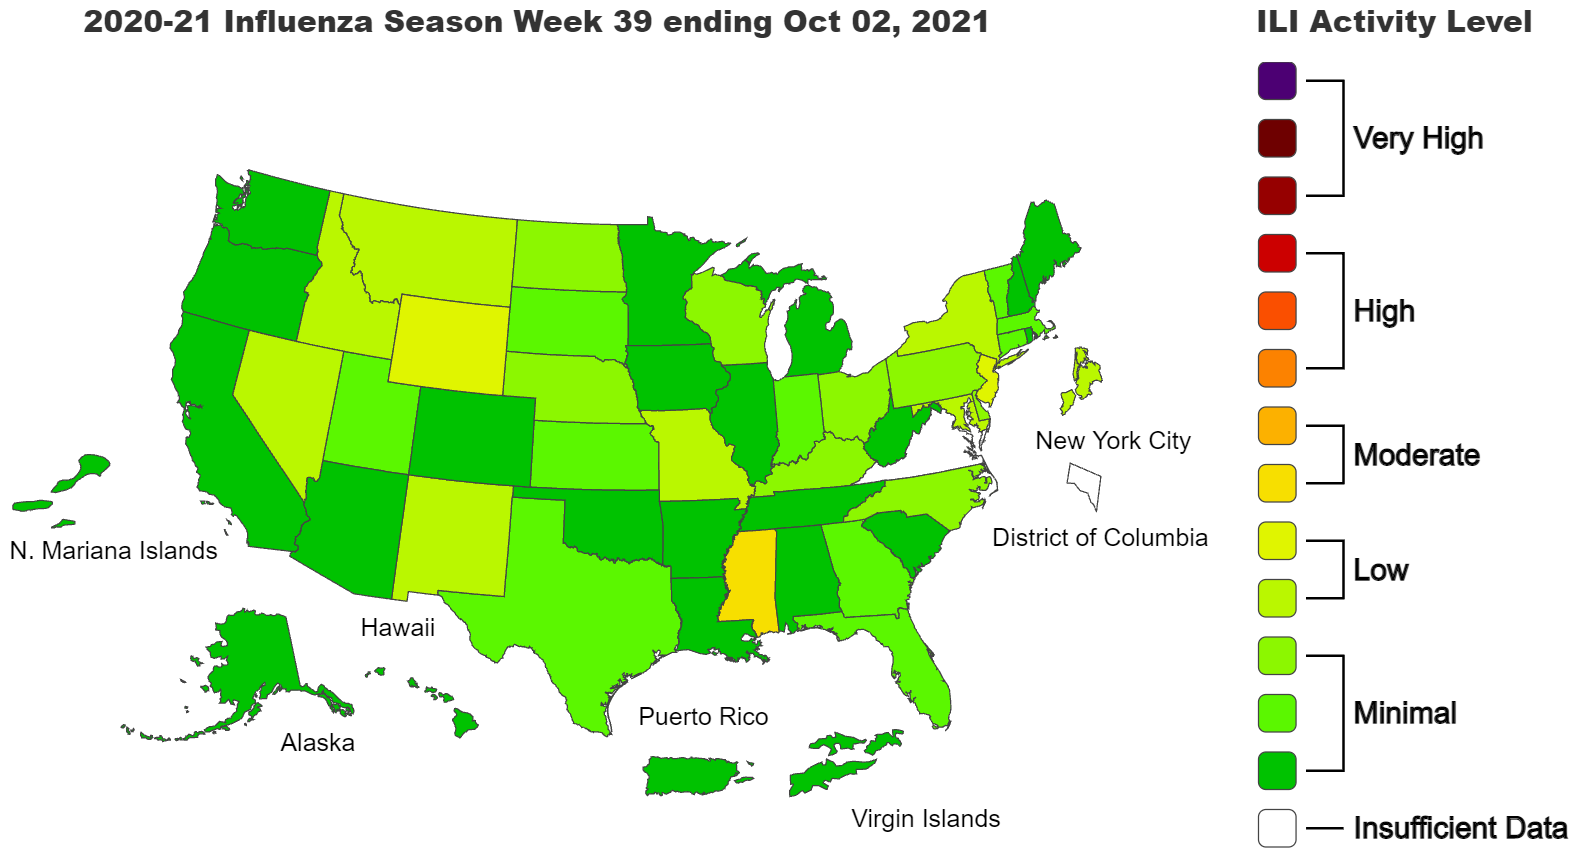 2020-21 Influenza Season Week 39 ending Oct 02, 2021
ILI Activity Level
Very High
High
Moderate
Low
Minimal
Insufficient Data
New York City
District of Columbia
N. Mariana Islands
Hawaii
Alaska
Puerto Rico
Virgin Islands